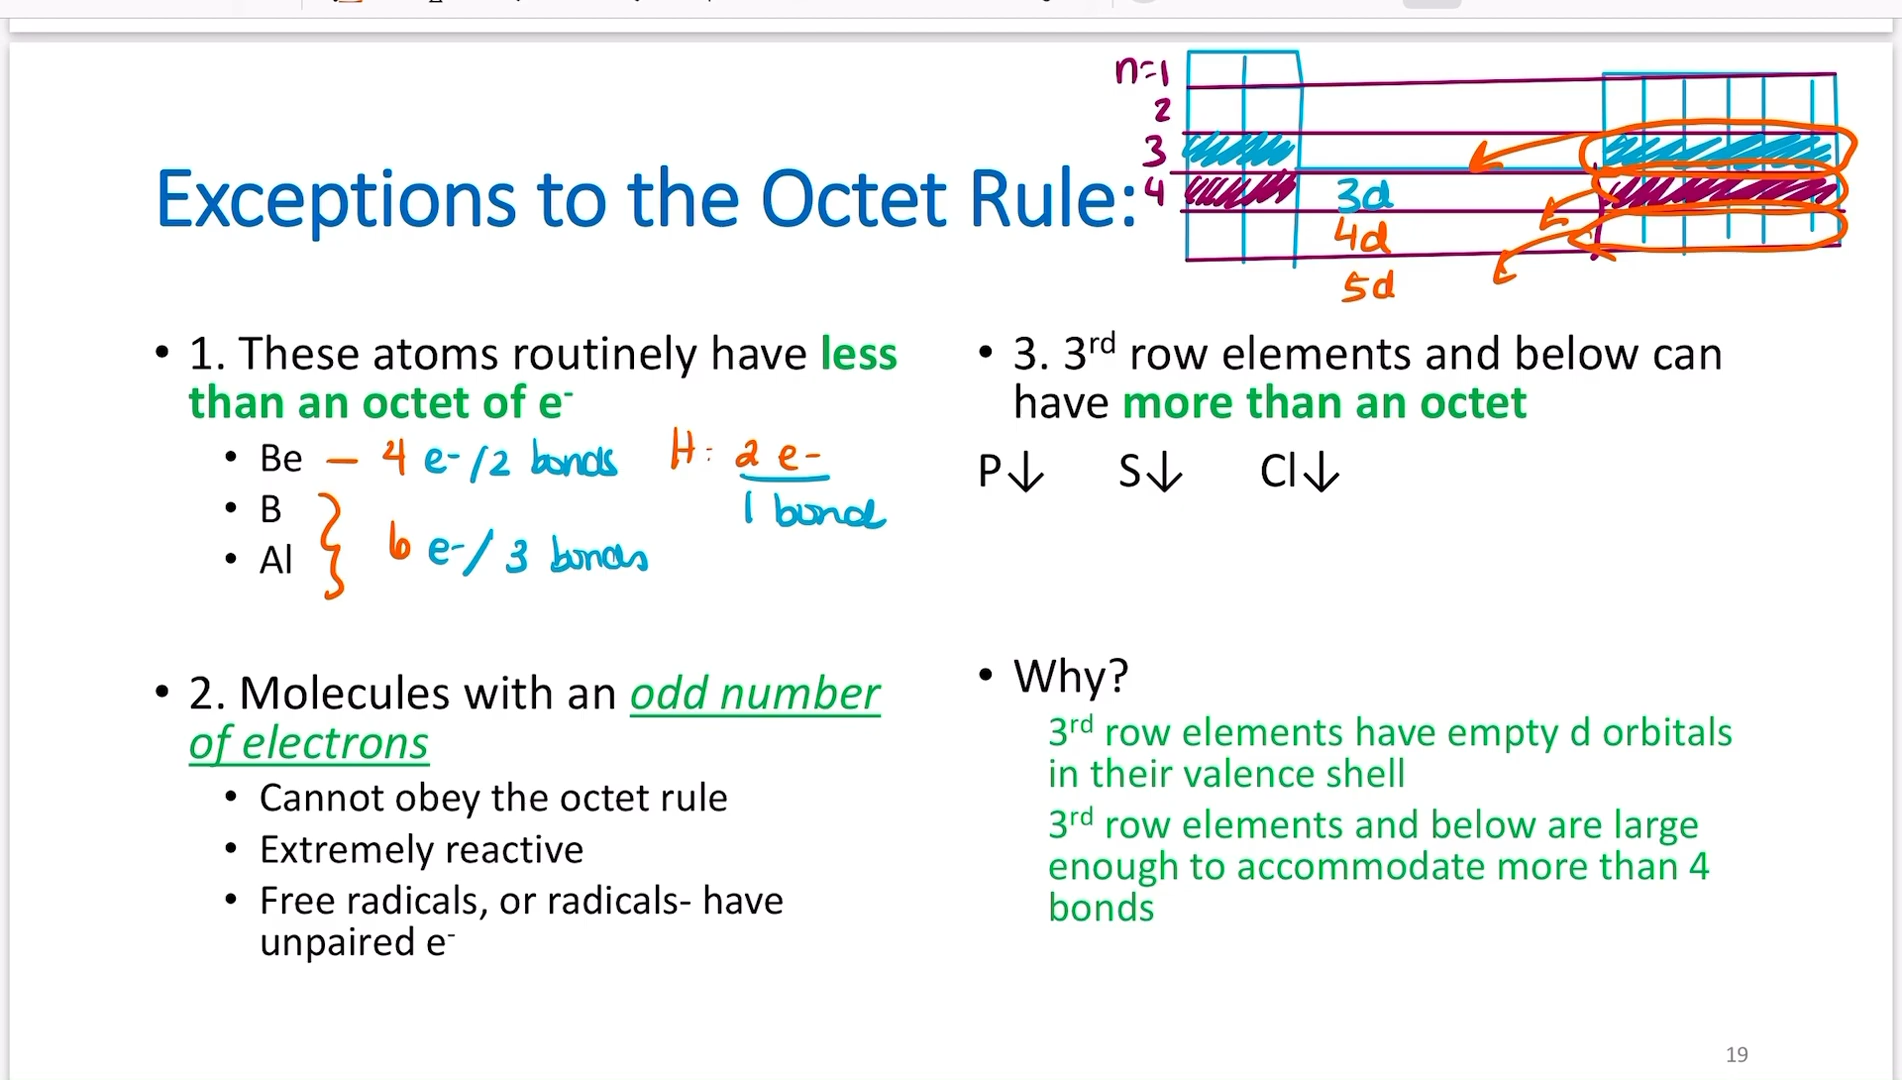 n=1
2
3
4
3d
4d
5d
Exceptions to the Octet Rule:
• 1. These atoms routinely have less
than an octet of e-
• Be — 4 e-/2 bonds
H: 2 e-
1 bond
• B
• Al
6 e-/3 bonds
• 2. Molecules with an odd number
of electrons
• Cannot obey the octet rule
• Extremely reactive
• Free radicals, or radicals- have
unpaired e-
• 3. 3rd row elements and below can
have more than an octet
P↓ S↓ Cl↓
• Why?
3rd row elements have empty d orbitals
in their valence shell
3rd row elements and below are large
enough to accommodate more than 4
bonds
19